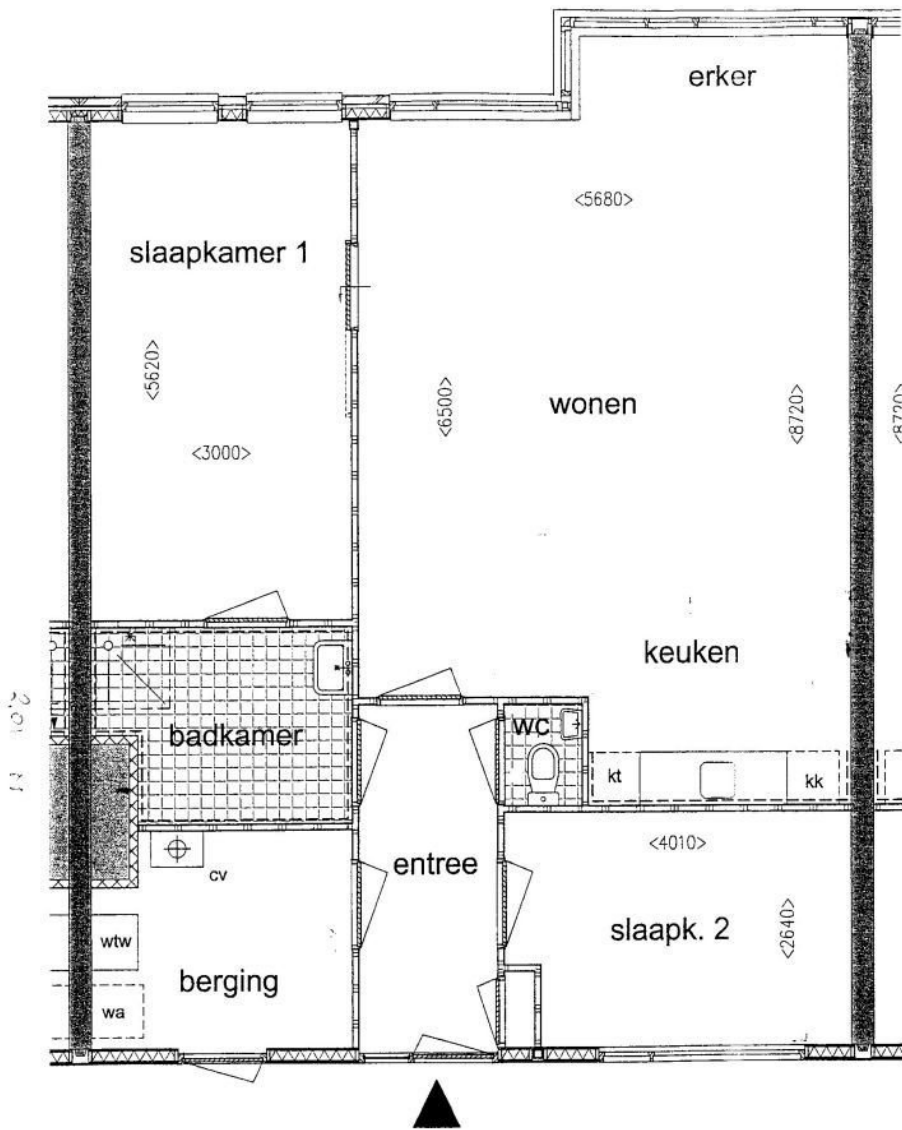 erker
<5680>
slaapkamer 1
<5620>
<3000>
<6500>
wonen
<8720>
<8720>
keuken
badkamer
wc
kt
kk
cv
entree
<4010>
slaapk. 2
<2640>
wtw
berging
wa